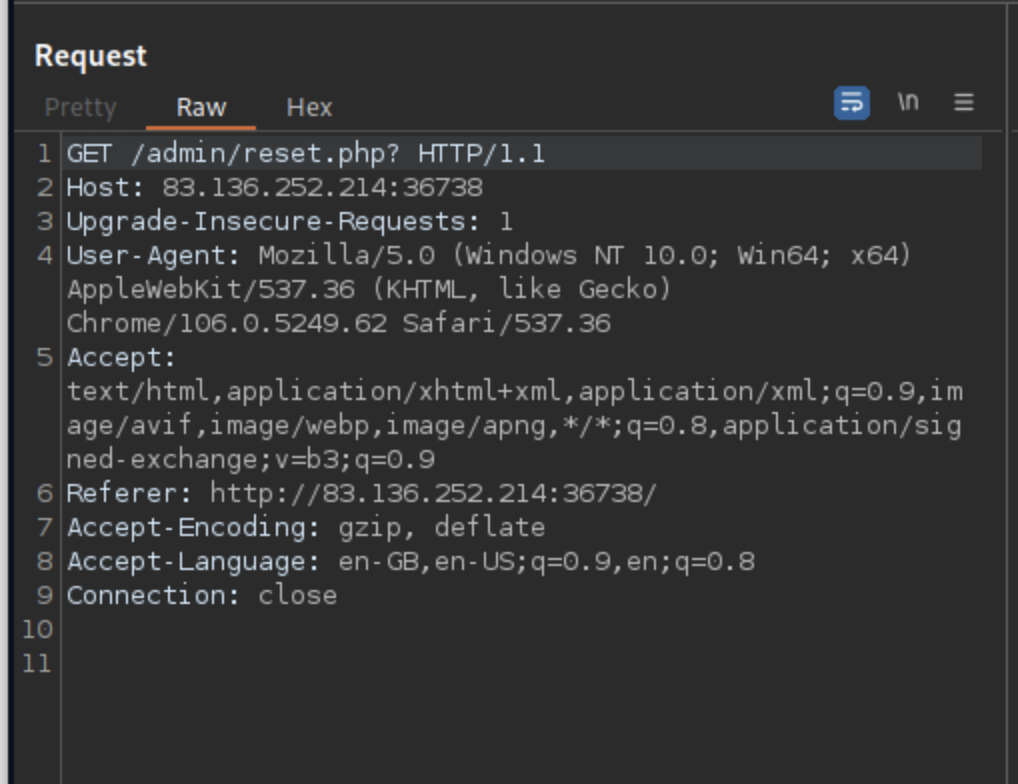 Request
Pretty Raw Hex \n
1 GET /admin/reset.php? HTTP/1.1
2 Host: 83.136.252.214:36738
3 Upgrade-Insecure-Requests: 1
4 User-Agent: Mozilla/5.0 (Windows NT 10.0; Win64; x64)
AppleWebKit/537.36 (KHTML, like Gecko)
Chrome/106.0.5249.62 Safari/537.36
5 Accept:
text/html,application/xhtml+xml,application/xml;q=0.9,im
age/avif,image/webp,image/apng,*/*;q=0.8,application/sig
ned-exchange;v=b3;q=0.9
6 Referer: http://83.136.252.214:36738/
7 Accept-Encoding: gzip, deflate
8 Accept-Language: en-GB,en-US;q=0.9,en;q=0.8
9 Connection: close
10
11